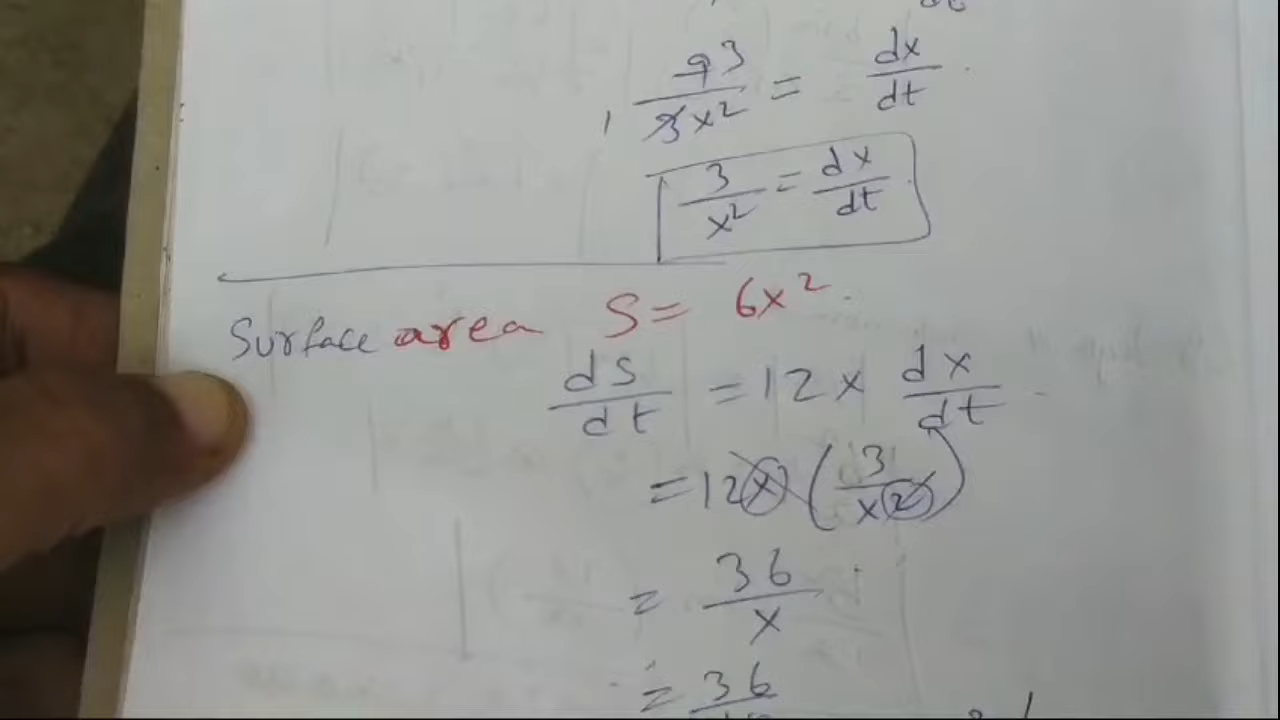 93/3x² = dx/dt
1
3/x² = dx/dt
Surface area S = 6x².
dS/dt = 12x dx/dt
= 12x (3/x²)
= 36/x
= 36